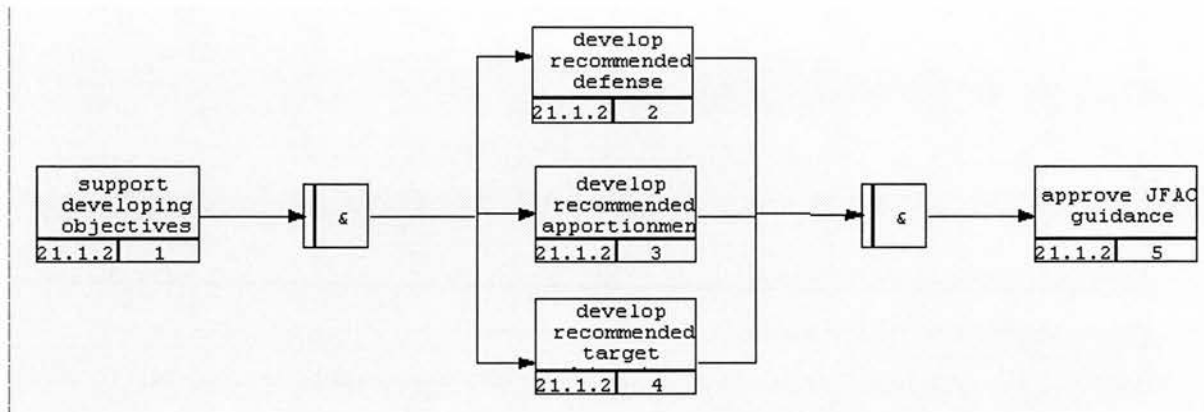 develop
recommended
defense
21.1.2 2
support
developing
objectives
21.1.2 1
&
develop
recommended
apportionmen
21.1.2 3
&
approve JFAC
guidance
21.1.2 5
develop
recommended
target
21.1.2 4